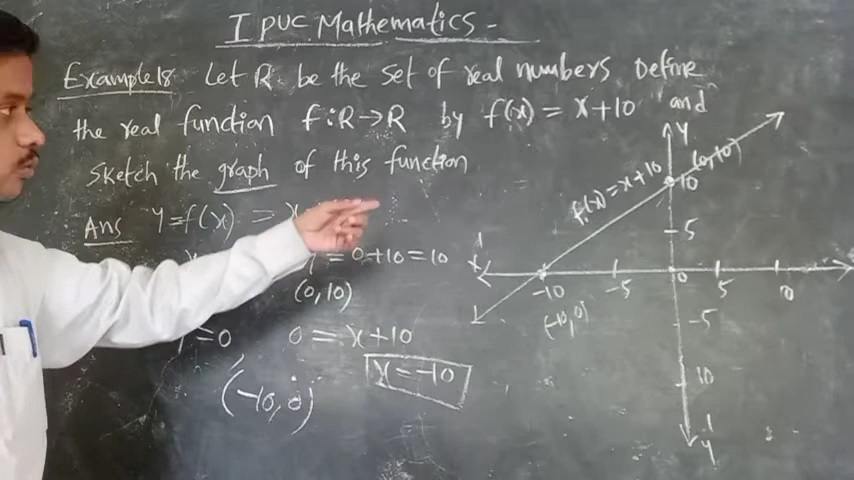 I PUC Mathematics -
Example 18 Let R be the set of real numbers Define
the real function f:R→R by f(x) = x+10 and
Sketch the graph of this function
Ans y=f(x) = x
= 0+10=10
(0,10)
=0 0 = x+10
x=-10
(-10,0)
y
(0,10)
f(x)=x+10
10
5
-10 -5 0 5 10
(-10,0)
-5
10
y